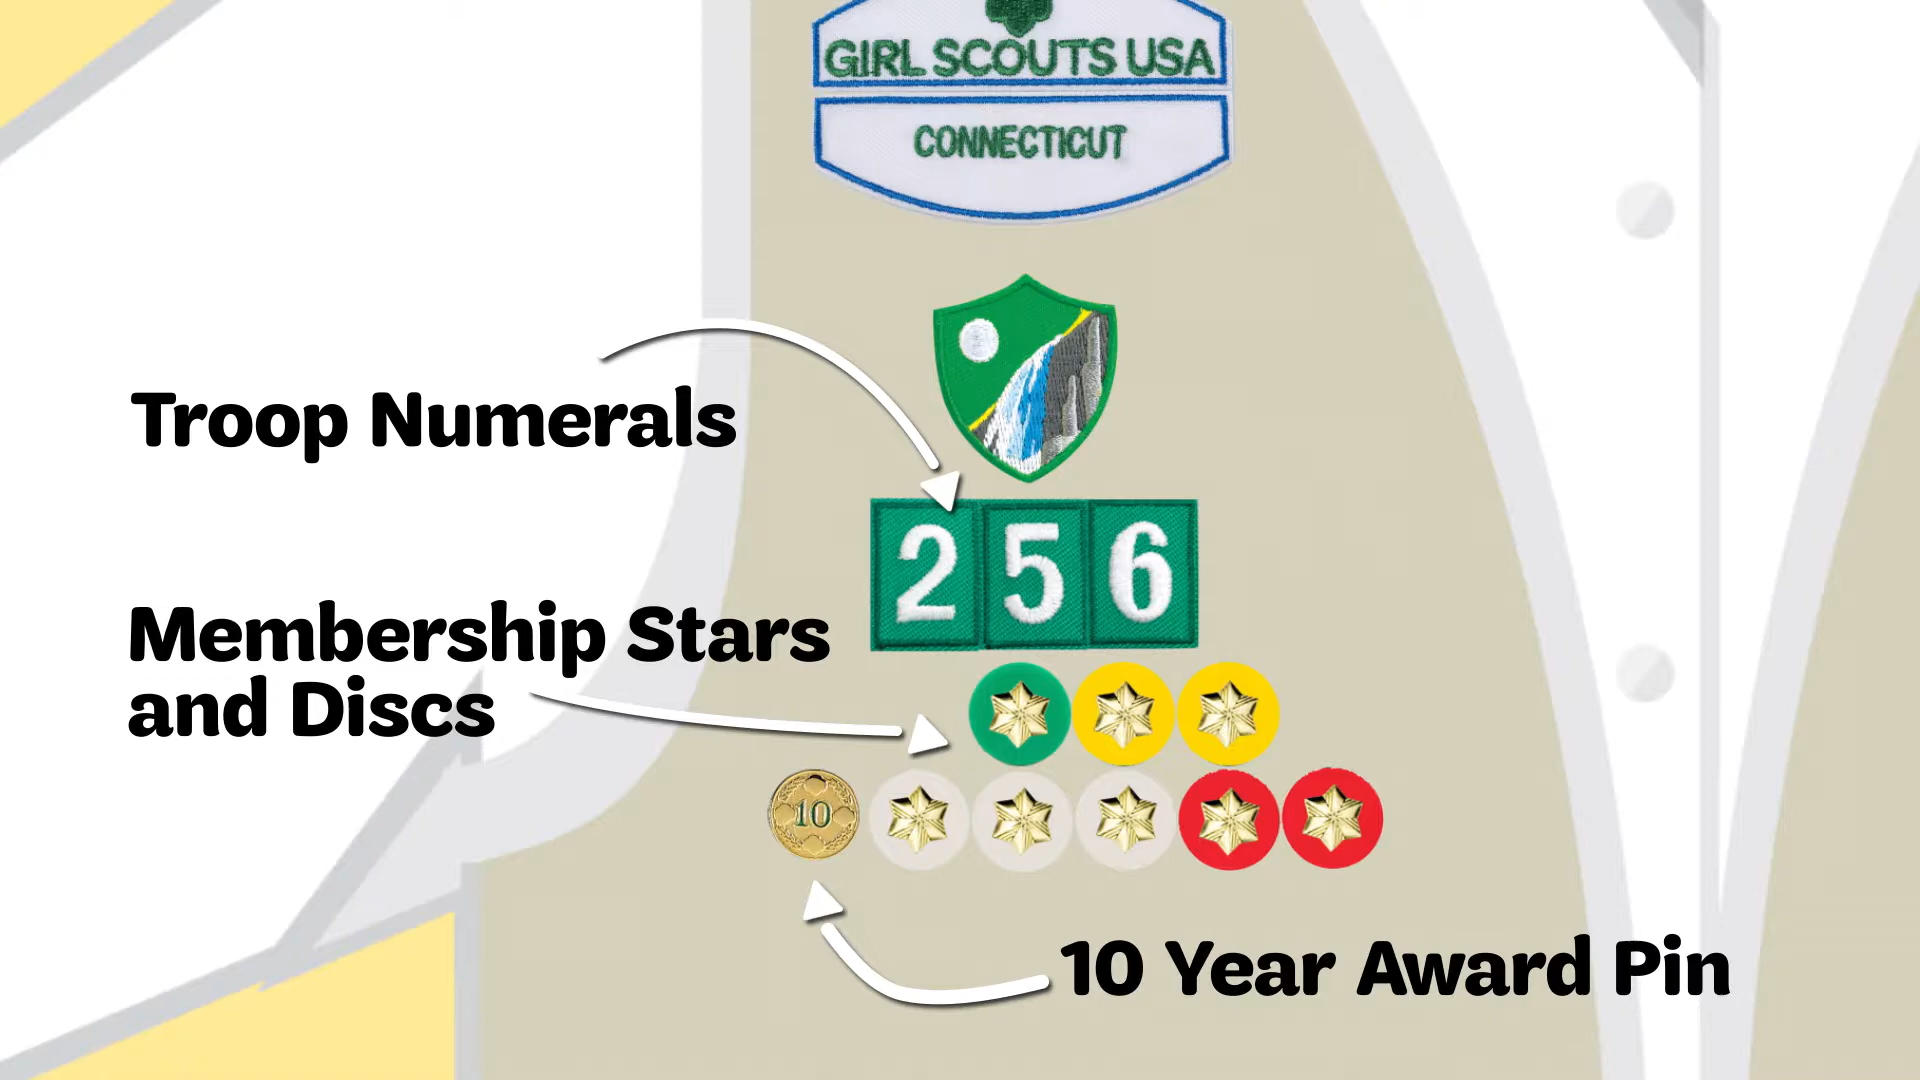 GIRL SCOUTS USA
CONNECTICUT
Troop Numerals
256
Membership Stars
and Discs
10
10 Year Award Pin